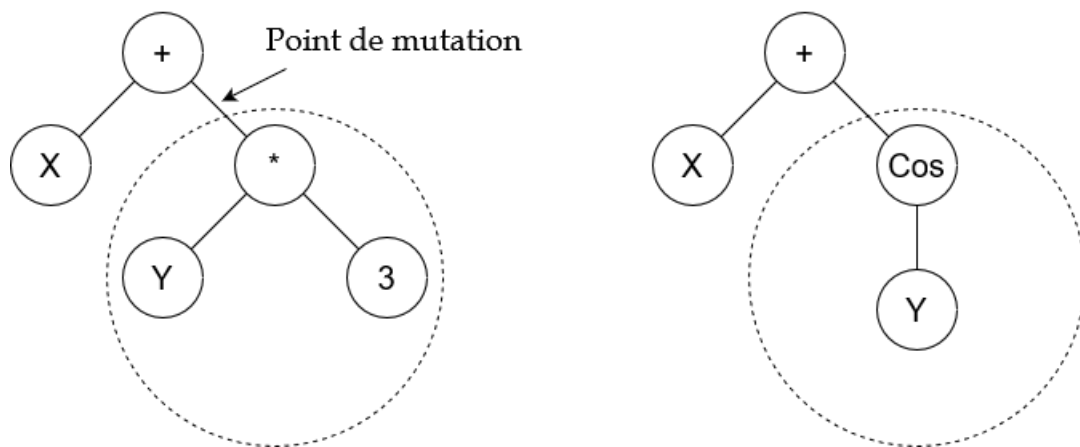 +
Point de mutation
X
*
Y
3
+
X
Cos
Y